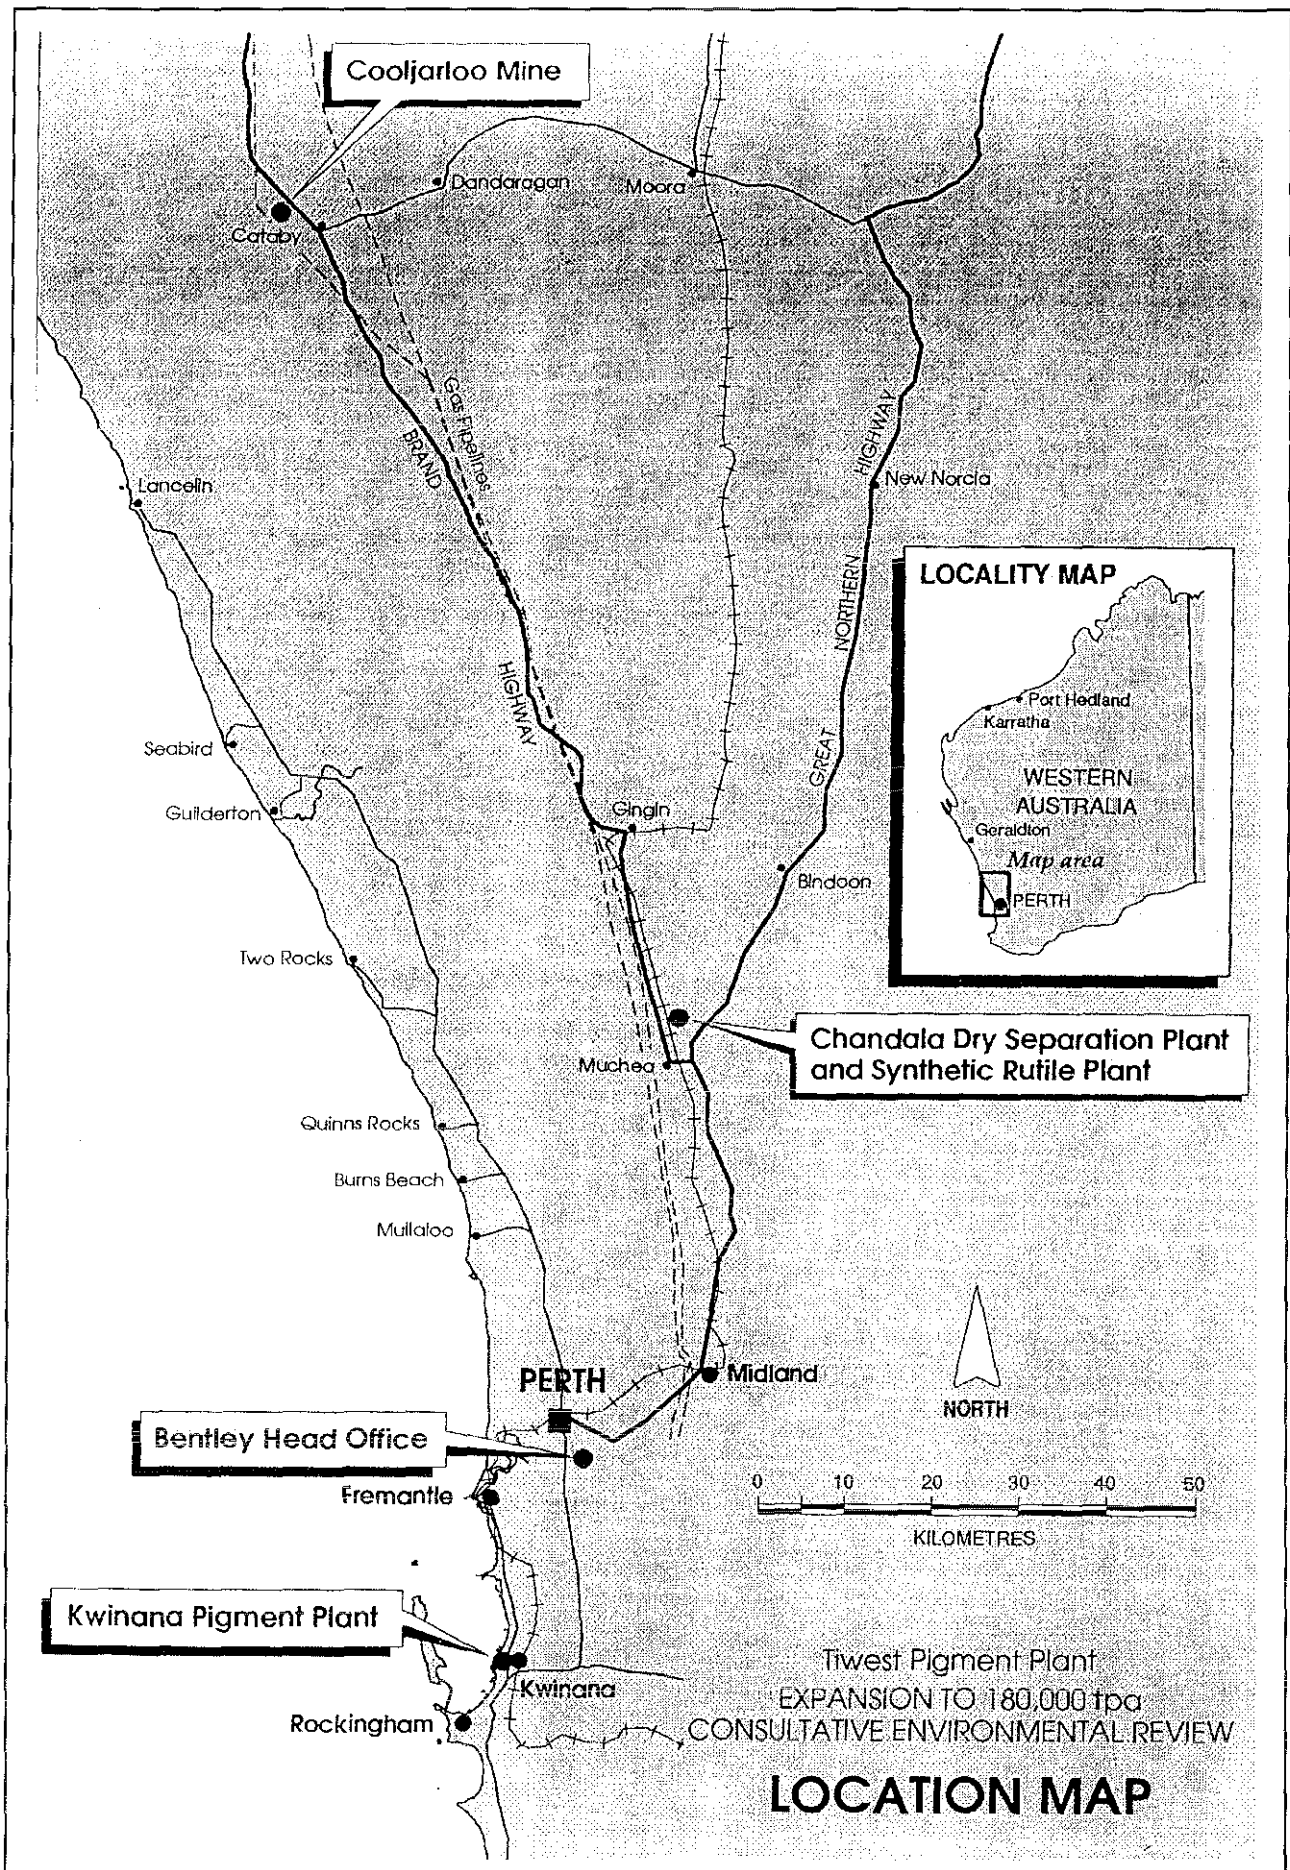 Cooljarloo Mine
Dandaragan
Moora
Cataby
Gas Pipelines
BRAND
HIGHWAY
Lancelin
HIGHWAY
New Norcia
NORTHERN
GREAT
LOCALITY MAP
Port Hedland
Karratha
WESTERN
AUSTRALIA
Geraldton
Map area
PERTH
Seabird
Guilderton
Gingin
Bindoon
Two Rocks
Chandala Dry Separation Plant
and Synthetic Rutile Plant
Muchea
Quinns Rocks
Burns Beach
Mullaloo
PERTH
Midland
NORTH
Bentley Head Office
Fremantle
0 10 20 30 40 50
KILOMETRES
Kwinana Pigment Plant
Kwinana
Rockingham
Tiwest Pigment Plant
EXPANSION TO 180,000 tpa
CONSULTATIVE ENVIRONMENTAL REVIEW
LOCATION MAP